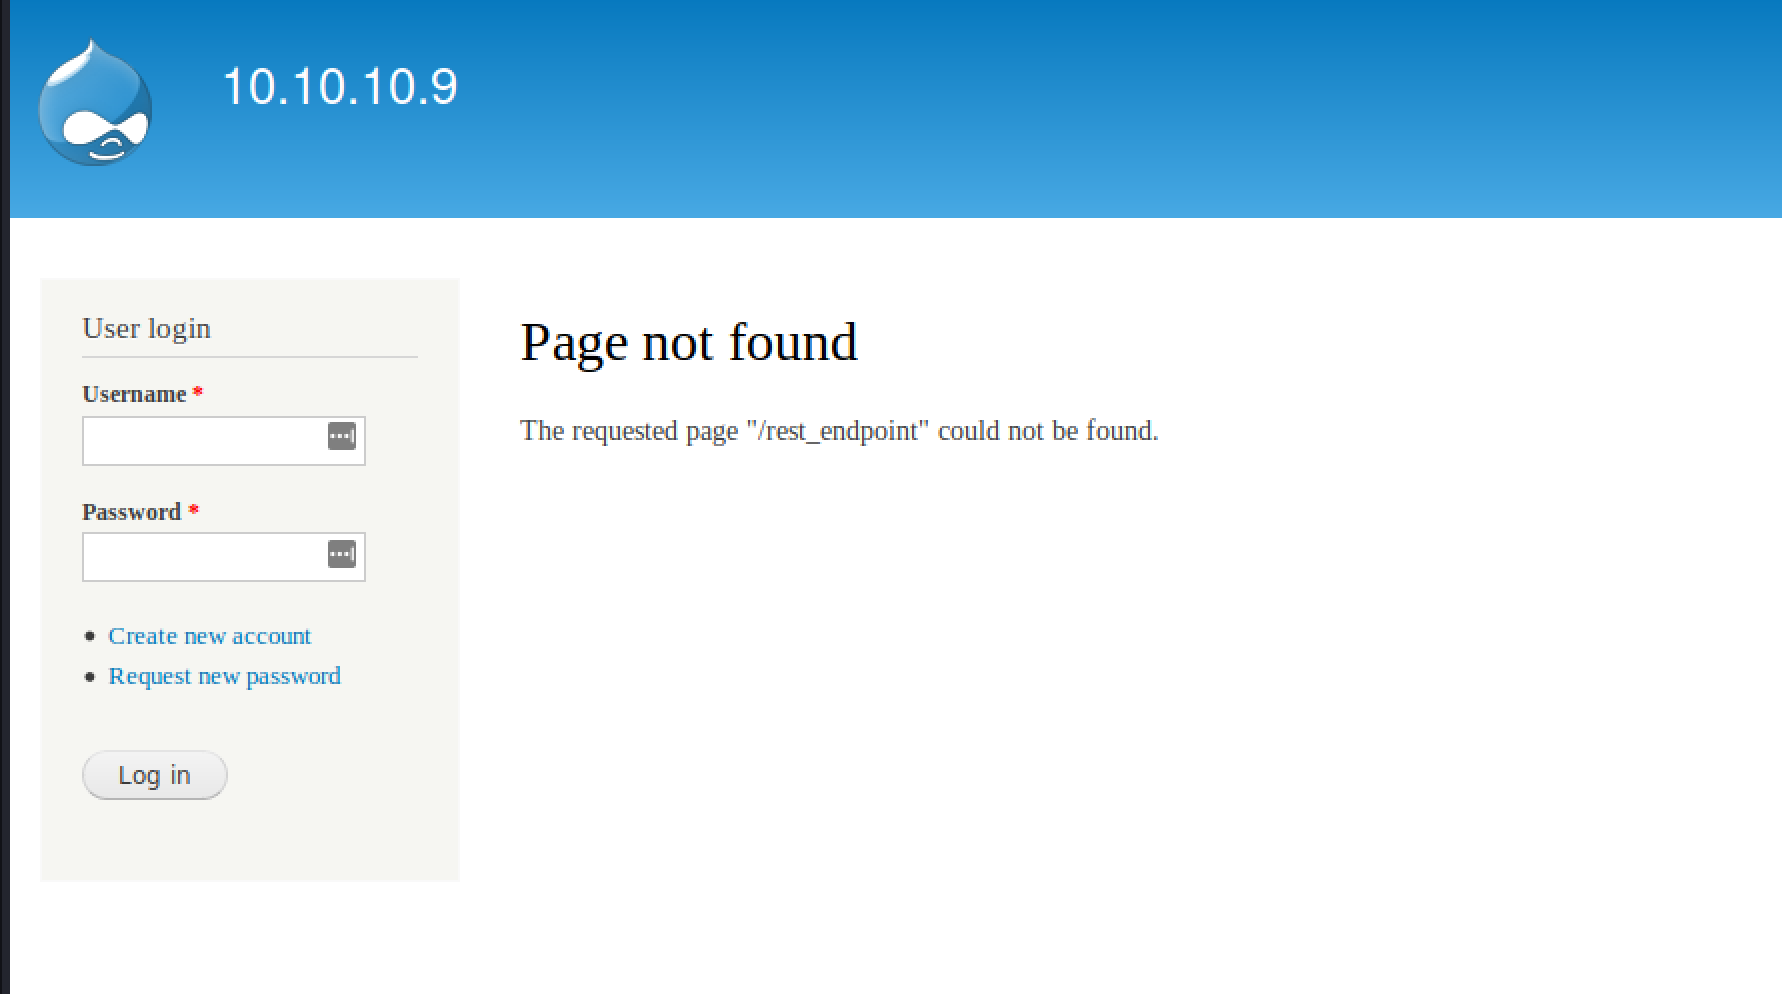 10.10.10.9
User login
Username *
Password *
Create new account
Request new password
Log in
Page not found
The requested page "/rest_endpoint" could not be found.